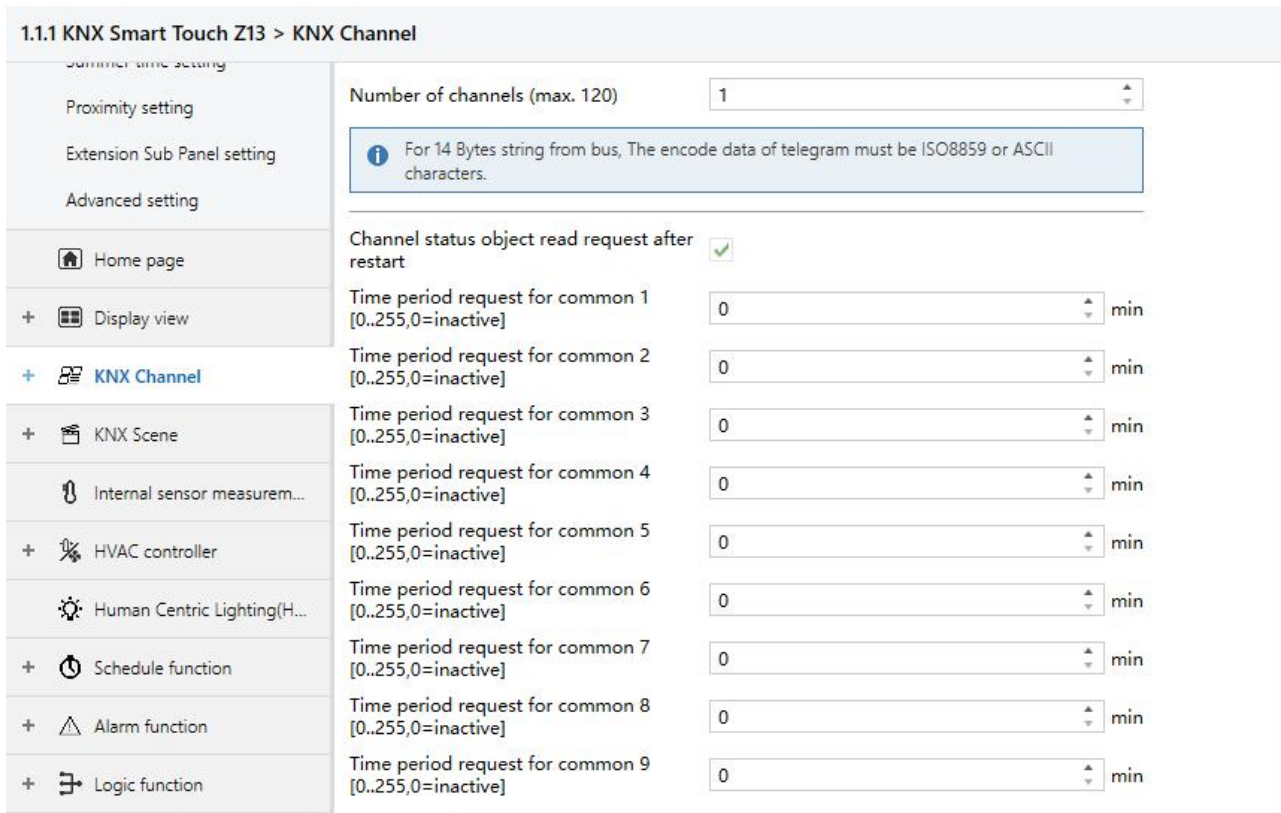 1.1.1 KNX Smart Touch Z13 > KNX Channel
Summer time setting
Proximity setting
Extension Sub Panel setting
Advanced setting
Home page
+ Display view
+ KNX Channel
+ KNX Scene
Internal sensor measurem...
+ HVAC controller
Human Centric Lighting(H...
+ Schedule function
+ Alarm function
+ Logic function
Number of channels (max. 120) 1
For 14 Bytes string from bus, The encode data of telegram must be ISO8859 or ASCII
characters.
Channel status object read request after
restart
Time period request for common 1
[0..255,0=inactive] 0 min
Time period request for common 2
[0..255,0=inactive] 0 min
Time period request for common 3
[0..255,0=inactive] 0 min
Time period request for common 4
[0..255,0=inactive] 0 min
Time period request for common 5
[0..255,0=inactive] 0 min
Time period request for common 6
[0..255,0=inactive] 0 min
Time period request for common 7
[0..255,0=inactive] 0 min
Time period request for common 8
[0..255,0=inactive] 0 min
Time period request for common 9
[0..255,0=inactive] 0 min